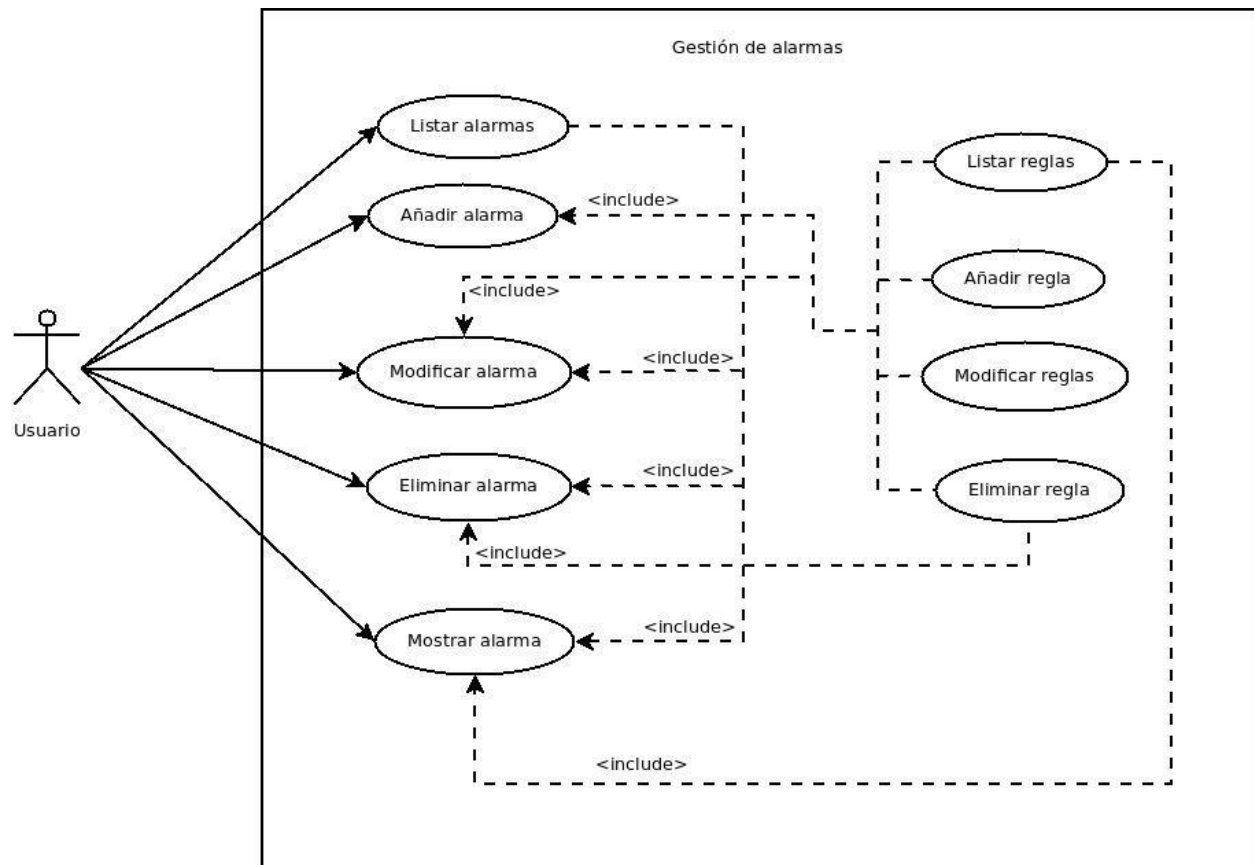 Gestión de alarmas
Listar alarmas
Listar reglas
<include>
Añadir alarma
Añadir regla
<include>
<include>
Modificar alarma
Modificar reglas
Usuario
<include>
Eliminar alarma
Eliminar regla
<include>
<include>
Mostrar alarma
<include>